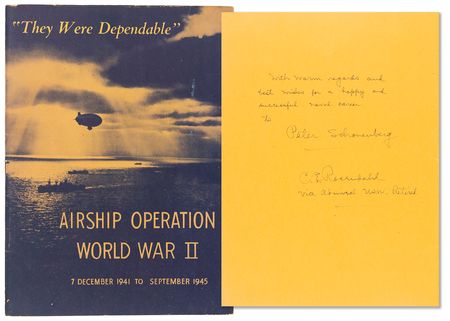 "They Were Dependable"
AIRSHIP OPERATION
WORLD WAR II
7 DECEMBER 1941 TO SEPTEMBER 1945
With warm regards and
best wishes for a happy and
successful naval career
To
Peter Schonenberg
C.E. Rosendahl
Vice Admiral USN. Retired